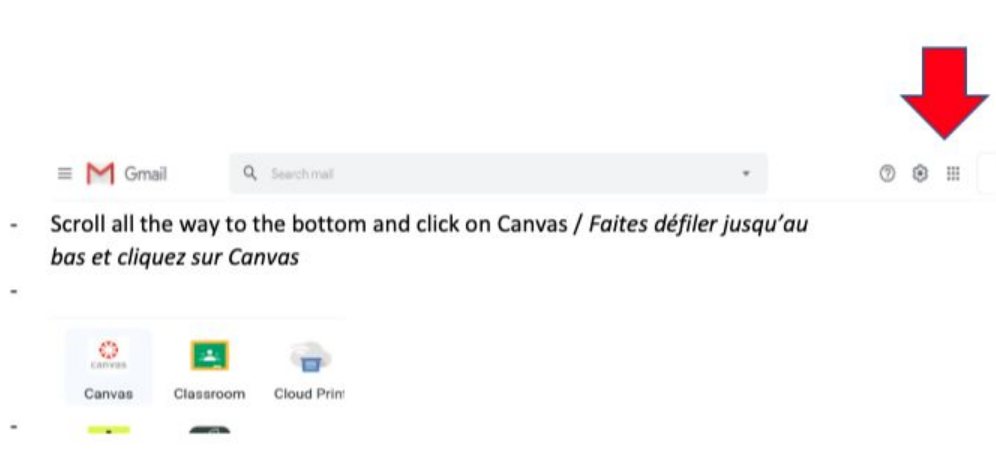 Gmail
Search mail
- Scroll all the way to the bottom and click on Canvas / Faites défiler jusqu’au
bas et cliquez sur Canvas
-
canvas
Canvas Classroom Cloud Print
-